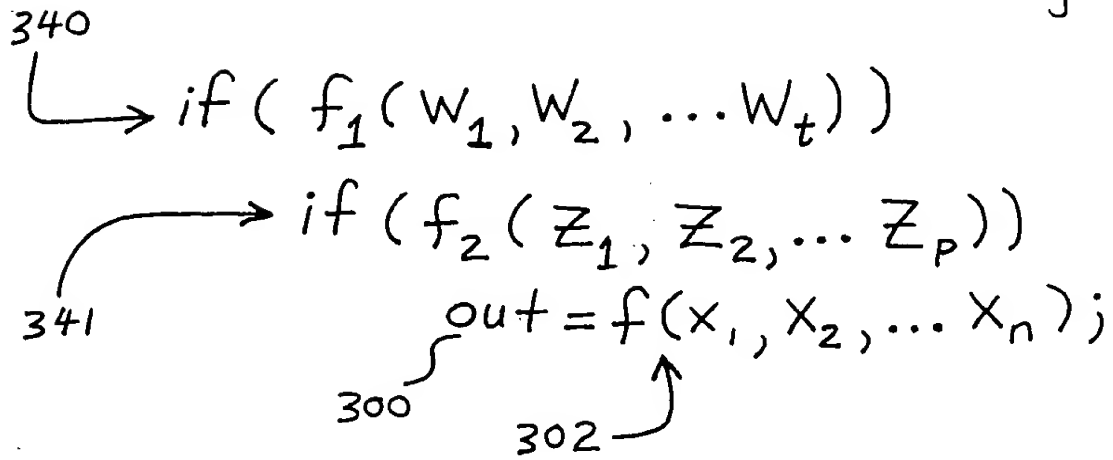 340
if( f₁( W₁, W₂, ... Wₜ))
if( f₂( Z₁, Z₂, ... Zₚ))
341
out = f(x₁, x₂, ... xₙ);
300
302